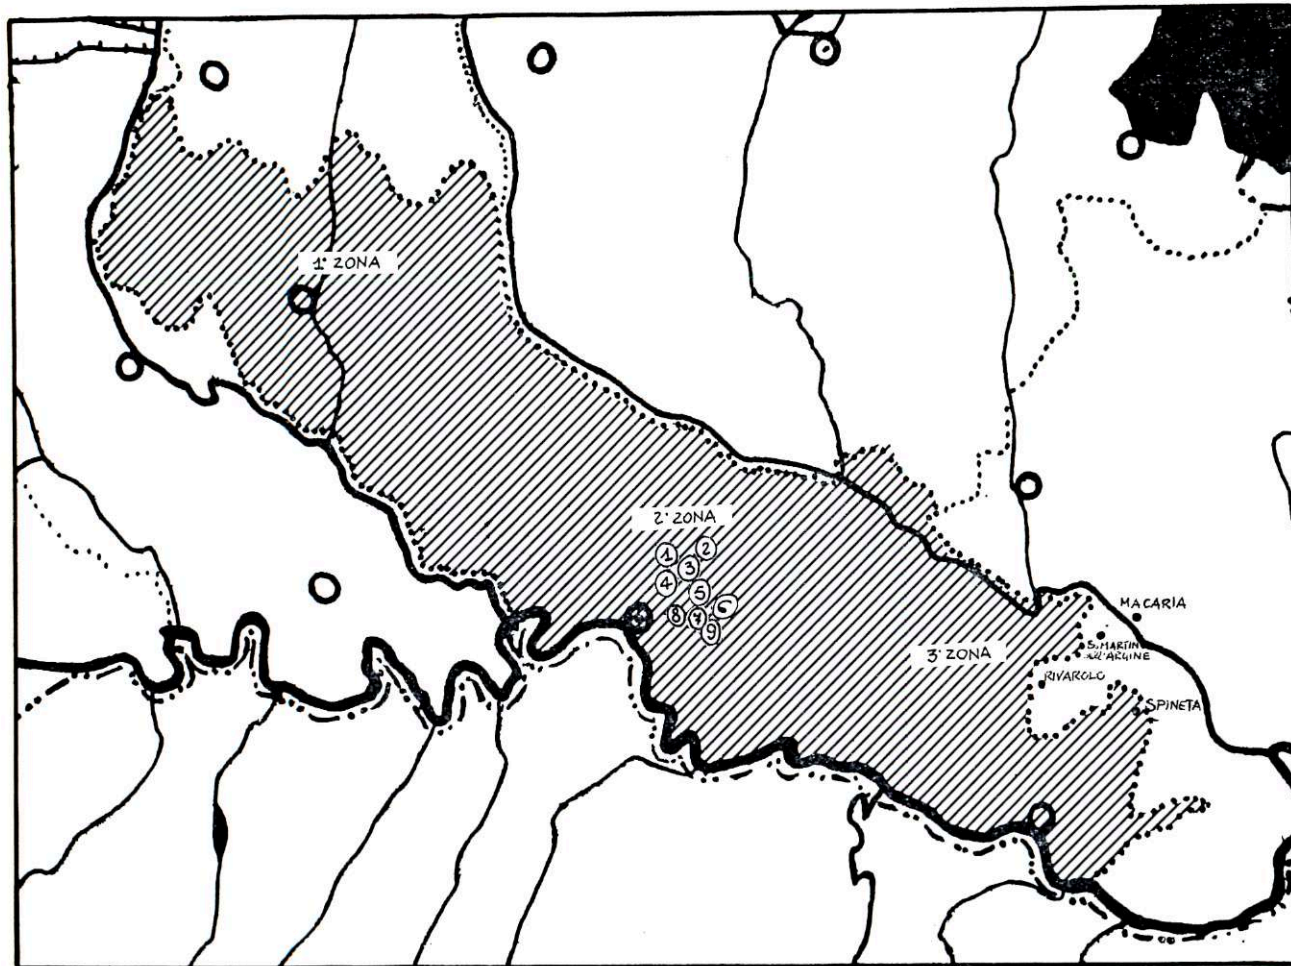 1ª ZONA
2ª ZONA
1
2
3
4
5
6
8
7
9
3ª ZONA
MACARIA
S. MARTINO
DELL'ARGINE
RIVAROLO
SPINETA